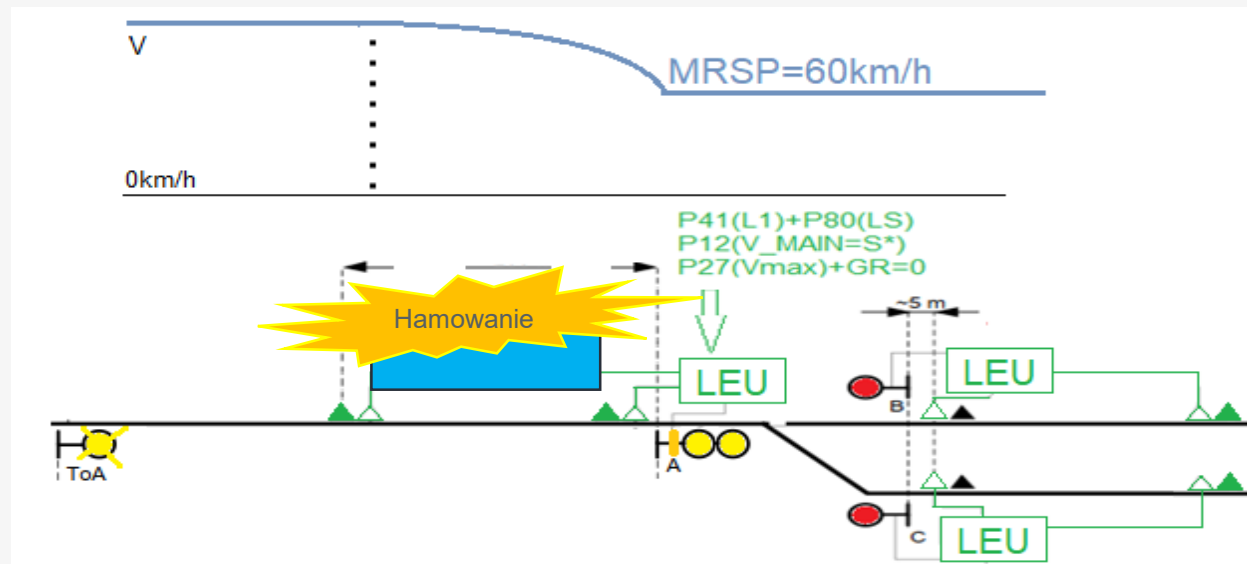 V
MRSP=60km/h
0km/h
P41(L1)+P80(LS)
P12(V_MAIN=S*)
P27(Vmax)+GR=0
Hamowanie
~5 m
LEU
LEU
B
ToA
A
C
LEU